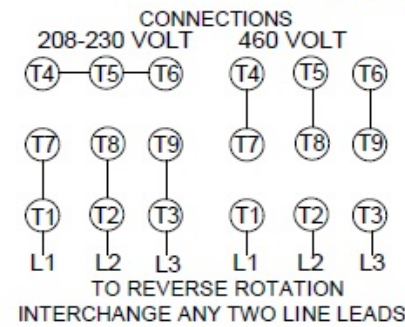 CONNECTIONS
208-230 VOLT 460 VOLT
T4 T5 T6 T4 T5 T6
T7 T8 T9 T7 T8 T9
T1 T2 T3 T1 T2 T3
L1 L2 L3 L1 L2 L3
TO REVERSE ROTATION
INTERCHANGE ANY TWO LINE LEADS